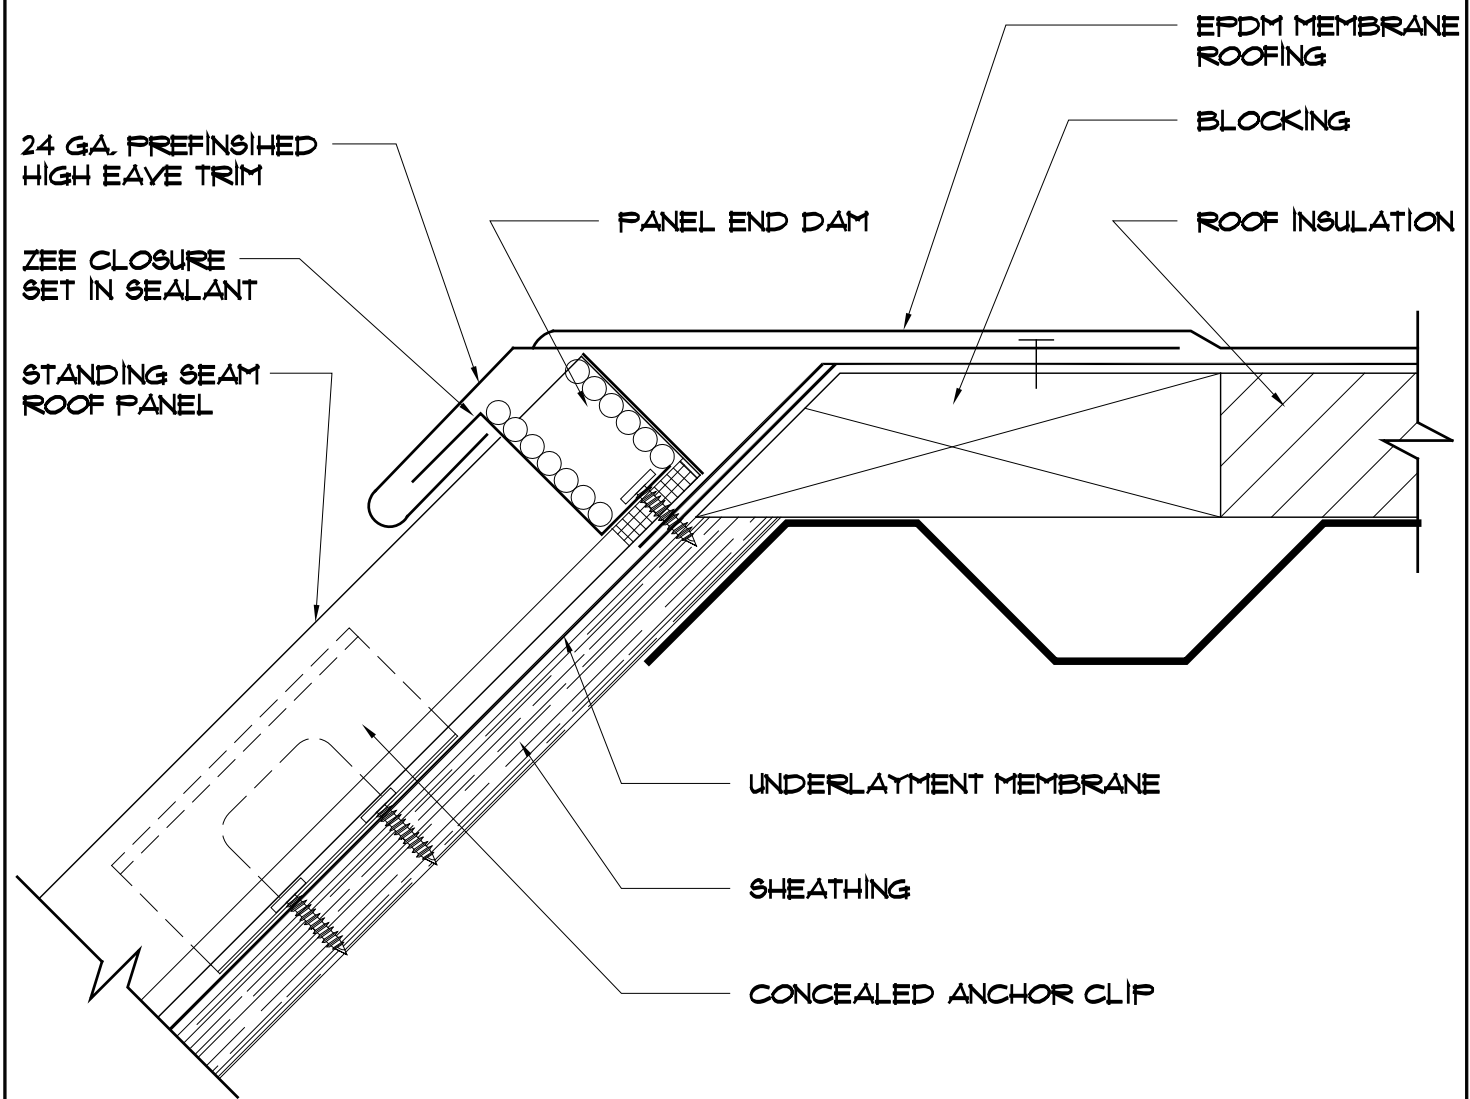 EPDM MEMBRANE
ROOFING
BLOCKING
24 GA. PREFINSIHED
HIGH EAVE TRIM
PANEL END DAM
ROOF INSULATION
ZEE CLOSURE
SET IN SEALANT
STANDING SEAM
ROOF PANEL
UNDERLAYMENT MEMBRANE
SHEATHING
CONCEALED ANCHOR CLIP